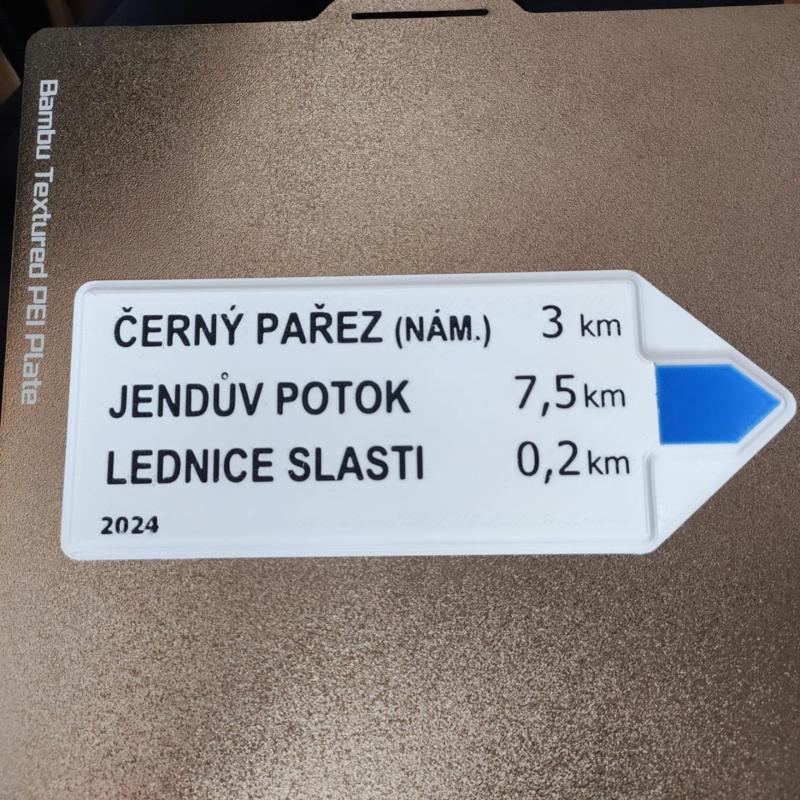 Bambu Textured PEI Plate
ČERNÝ PAŘEZ (NÁM.) 3 km
JENDŮV POTOK 7,5 km
LEDNICE SLASTI 0,2 km
2024